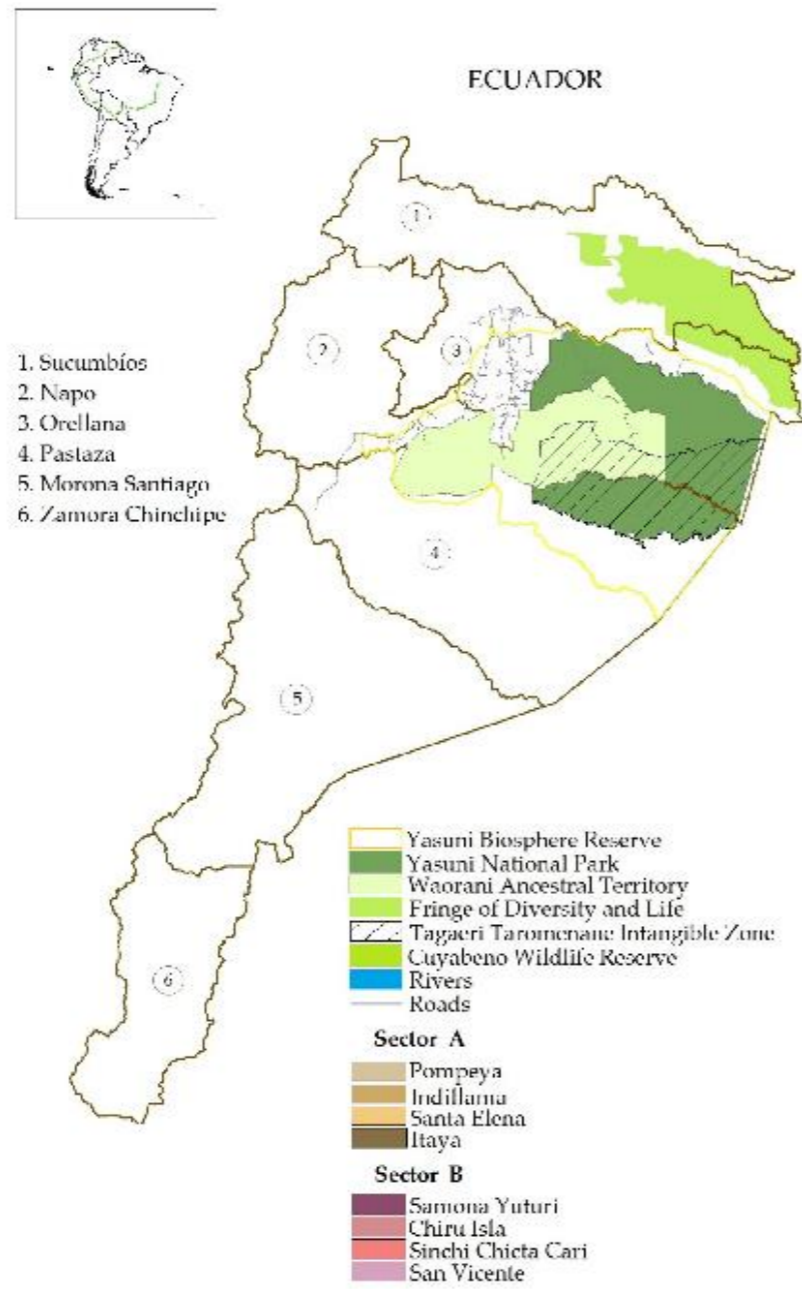 ECUADOR
1
2
3
4
5
6
1. Sucumbíos
2. Napo
3. Orellana
4. Pastaza
5. Morona Santiago
6. Zamora Chinchipe
Yasuni Biosphere Reserve
Yasuni National Park
Waorani Ancestral Territory
Fringe of Diversity and Life
Tagaeri Taromenane Intangible Zone
Cuyabeno Wildlife Reserve
Rivers
Roads
Sector A
Pompeya
Indillama
Santa Elena
Itaya
Sector B
Samona Yuturi
Chiru Isla
Sinchi Chicta Cari
San Vicente